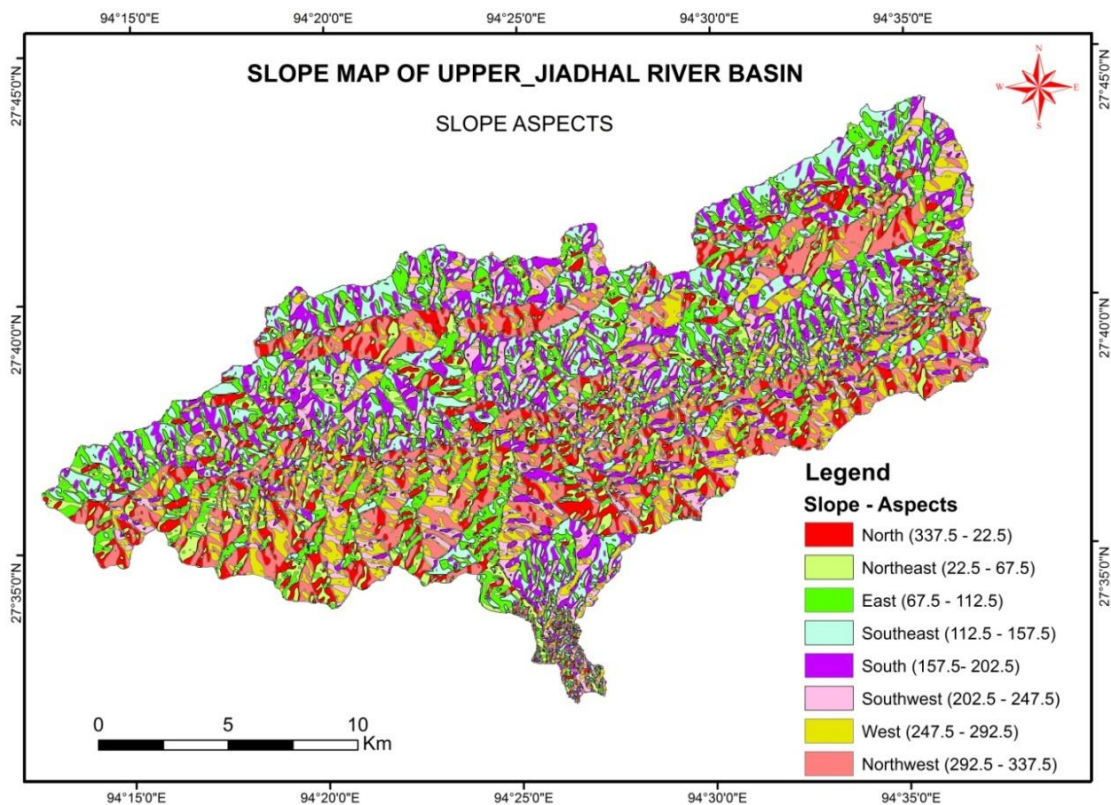 94°15'0"E 94°20'0"E 94°25'0"E 94°30'0"E 94°35'0"E
SLOPE MAP OF UPPER_JIADHAL RIVER BASIN
SLOPE ASPECTS
N
W E
S
27°45'0"N 27°45'0"N
27°40'0"N 27°40'0"N
27°35'0"N 27°35'0"N
Legend
Slope - Aspects
North (337.5 - 22.5)
Northeast (22.5 - 67.5)
East (67.5 - 112.5)
Southeast (112.5 - 157.5)
South (157.5- 202.5)
Southwest (202.5 - 247.5)
West (247.5 - 292.5)
Northwest (292.5 - 337.5)
0 5 10
Km
94°15'0"E 94°20'0"E 94°25'0"E 94°30'0"E 94°35'0"E